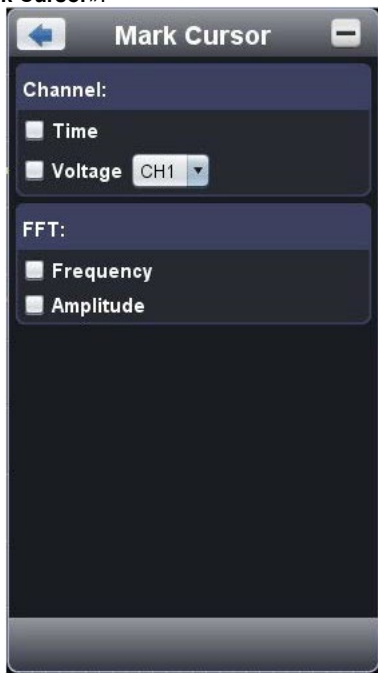 Mark Cursor
Channel:
Time
Voltage CH1
FFT:
Frequency
Amplitude